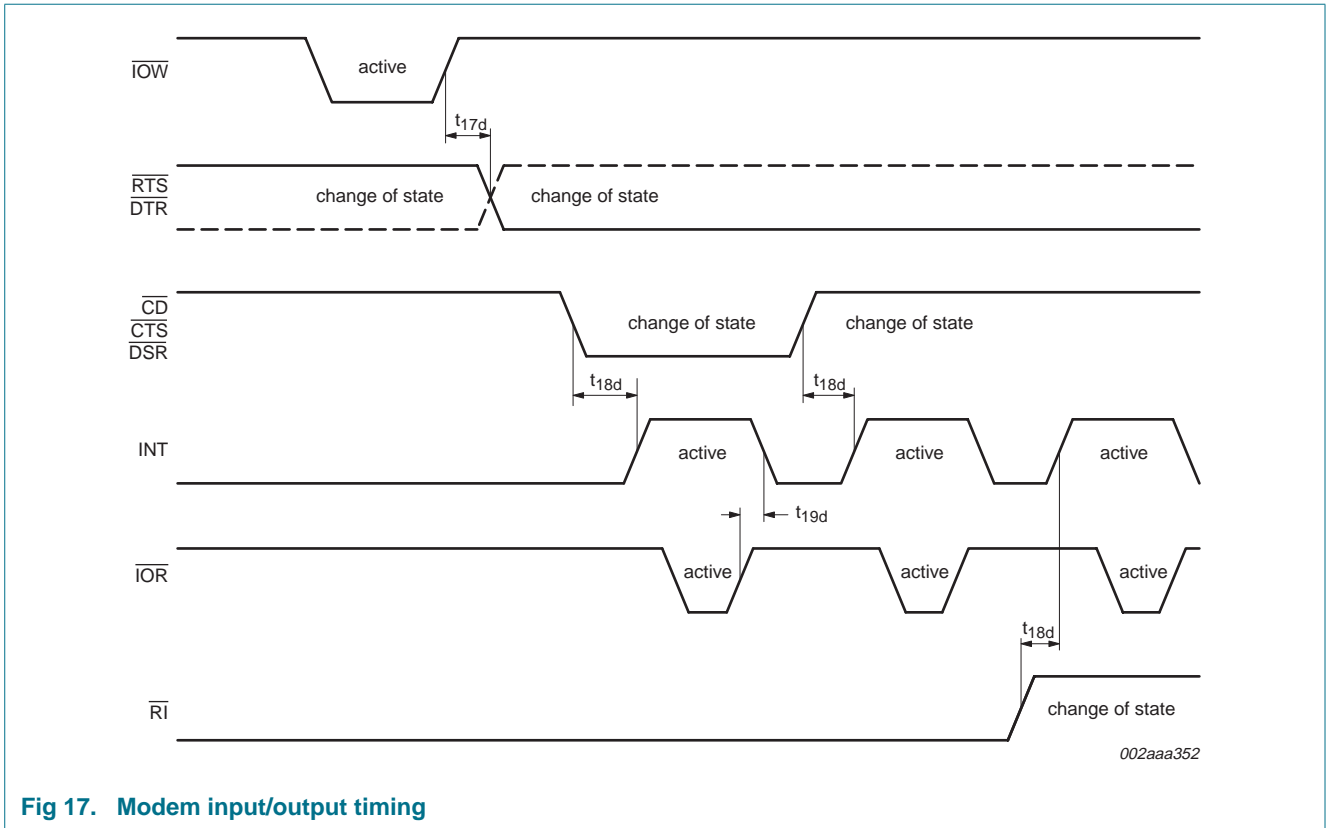 IOW
active
t17d
RTS
DTR
change of state
change of state
CD
CTS
DSR
change of state
change of state
t18d
t18d
INT
active
active
active
t19d
IOR
active
active
active
t18d
RI
change of state
002aaa352
Fig 17. Modem input/output timing